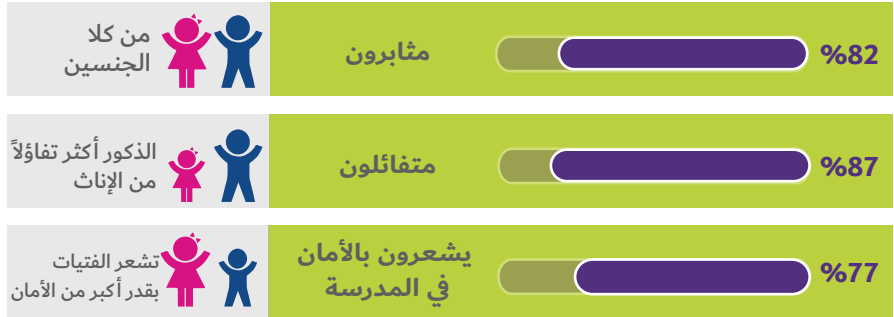 %82
مثابرون
من كلا
الجنسين
%87
متفائلون
الذكور أكثر تفاؤلاً
من الإناث
%77
يشعرون بالأمان
في المدرسة
تشعر الفتيات
بقدر أكبر من الأمان